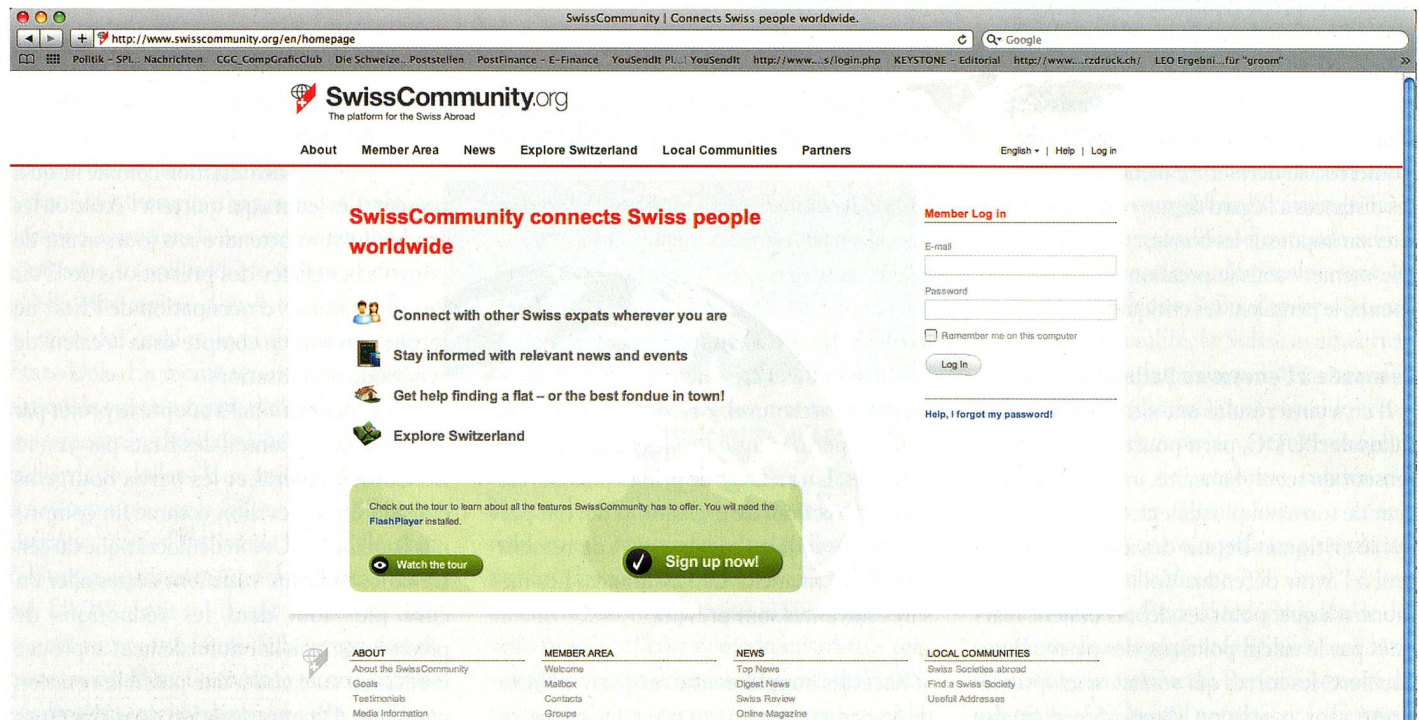 SwissCommunity | Connects Swiss people worldwide.
http://www.swisscommunity.org/en/homepage
Google
Politik – SPI... Nachrichten CGC_CompGraficClub Die Schweize...Poststellen PostFinance – E-Finance YouSendIt Pl...| YouSendIt http://www....s/login.php KEYSTONE – Editorial http://www....rzdruck.ch/ LEO Ergebni...für "groom" »
SwissCommunity.org
The platform for the Swiss Abroad
About Member Area News Explore Switzerland Local Communities Partners
English | Help | Log in
SwissCommunity connects Swiss people
worldwide
Connect with other Swiss expats wherever you are
Stay informed with relevant news and events
Get help finding a flat – or the best fondue in town!
Explore Switzerland
Member Log in
E-mail
Password
Remember me on this computer
Log In
Help, I forgot my password!
Check out the tour to learn about all the features SwissCommunity has to offer. You will need the
FlashPlayer installed.
Watch the tour
Sign up now!
ABOUT US
About the SwissCommunity
Goals
Testimonials
Media Information
MEMBER AREA
Welcome
Mailbox
Contacts
Groups
NEWS
Top News
Digest News
Swiss Review
Online Magazine
LOCAL COMMUNITIES
Swiss Societies abroad
Find a Swiss Society
Usefull Addresses